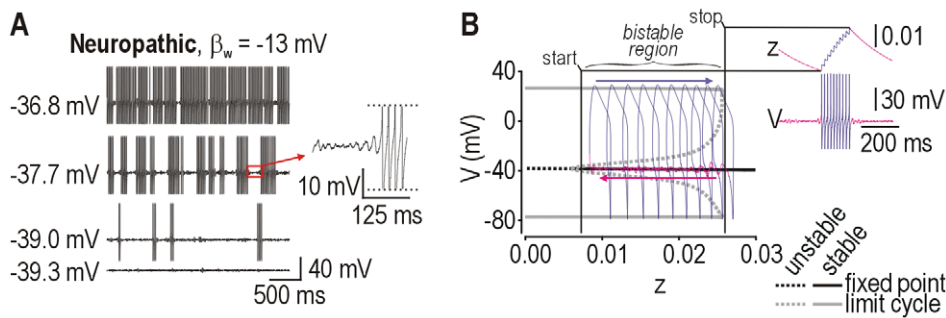 A
Neuropathic, βw = -13 mV
-36.8 mV
-37.7 mV
-39.0 mV
-39.3 mV
10 mV
125 ms
40 mV
500 ms
B
stop
bistable
region
start
z
0.01
V
30 mV
200 ms
40
0
-40
-80
V (mV)
0.00
0.01
0.02
0.03
z
unstable
stable
fixed point
limit cycle